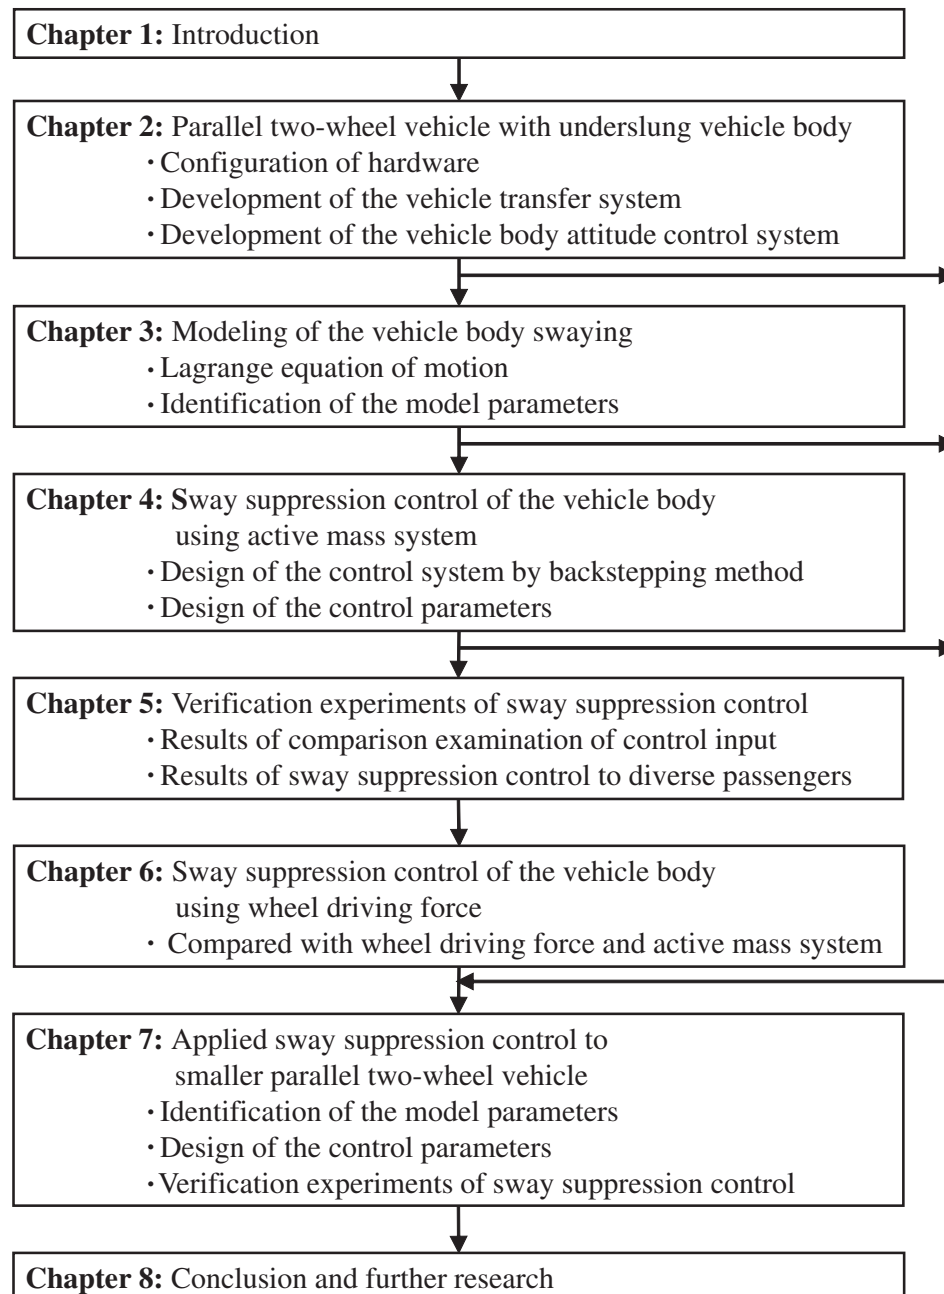 Chapter 1: Introduction
Chapter 2: Parallel two-wheel vehicle with underslung vehicle body
・Configuration of hardware
・Development of the vehicle transfer system
・Development of the vehicle body attitude control system
Chapter 3: Modeling of the vehicle body swaying
・Lagrange equation of motion
・Identification of the model parameters
Chapter 4: Sway suppression control of the vehicle body
using active mass system
・Design of the control system by backstepping method
・Design of the control parameters
Chapter 5: Verification experiments of sway suppression control
・Results of comparison examination of control input
・Results of sway suppression control to diverse passengers
Chapter 6: Sway suppression control of the vehicle body
using wheel driving force
・ Compared with wheel driving force and active mass system
Chapter 7: Applied sway suppression control to
smaller parallel two-wheel vehicle
・Identification of the model parameters
・Design of the control parameters
・Verification experiments of sway suppression control
Chapter 8: Conclusion and further research